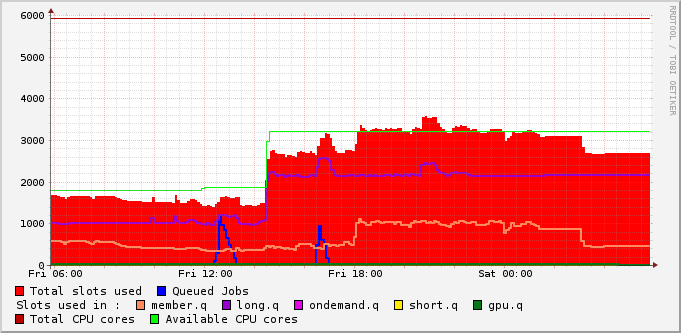 6000
5000
4000
3000
2000
1000
0
Fri 06:00 Fri 12:00 Fri 18:00 Sat 00:00
Total slots used Queued Jobs
Slots used in : member.q long.q ondemand.q short.q gpu.q
Total CPU cores Available CPU cores
RRDTOOL / TOBI OETIKER